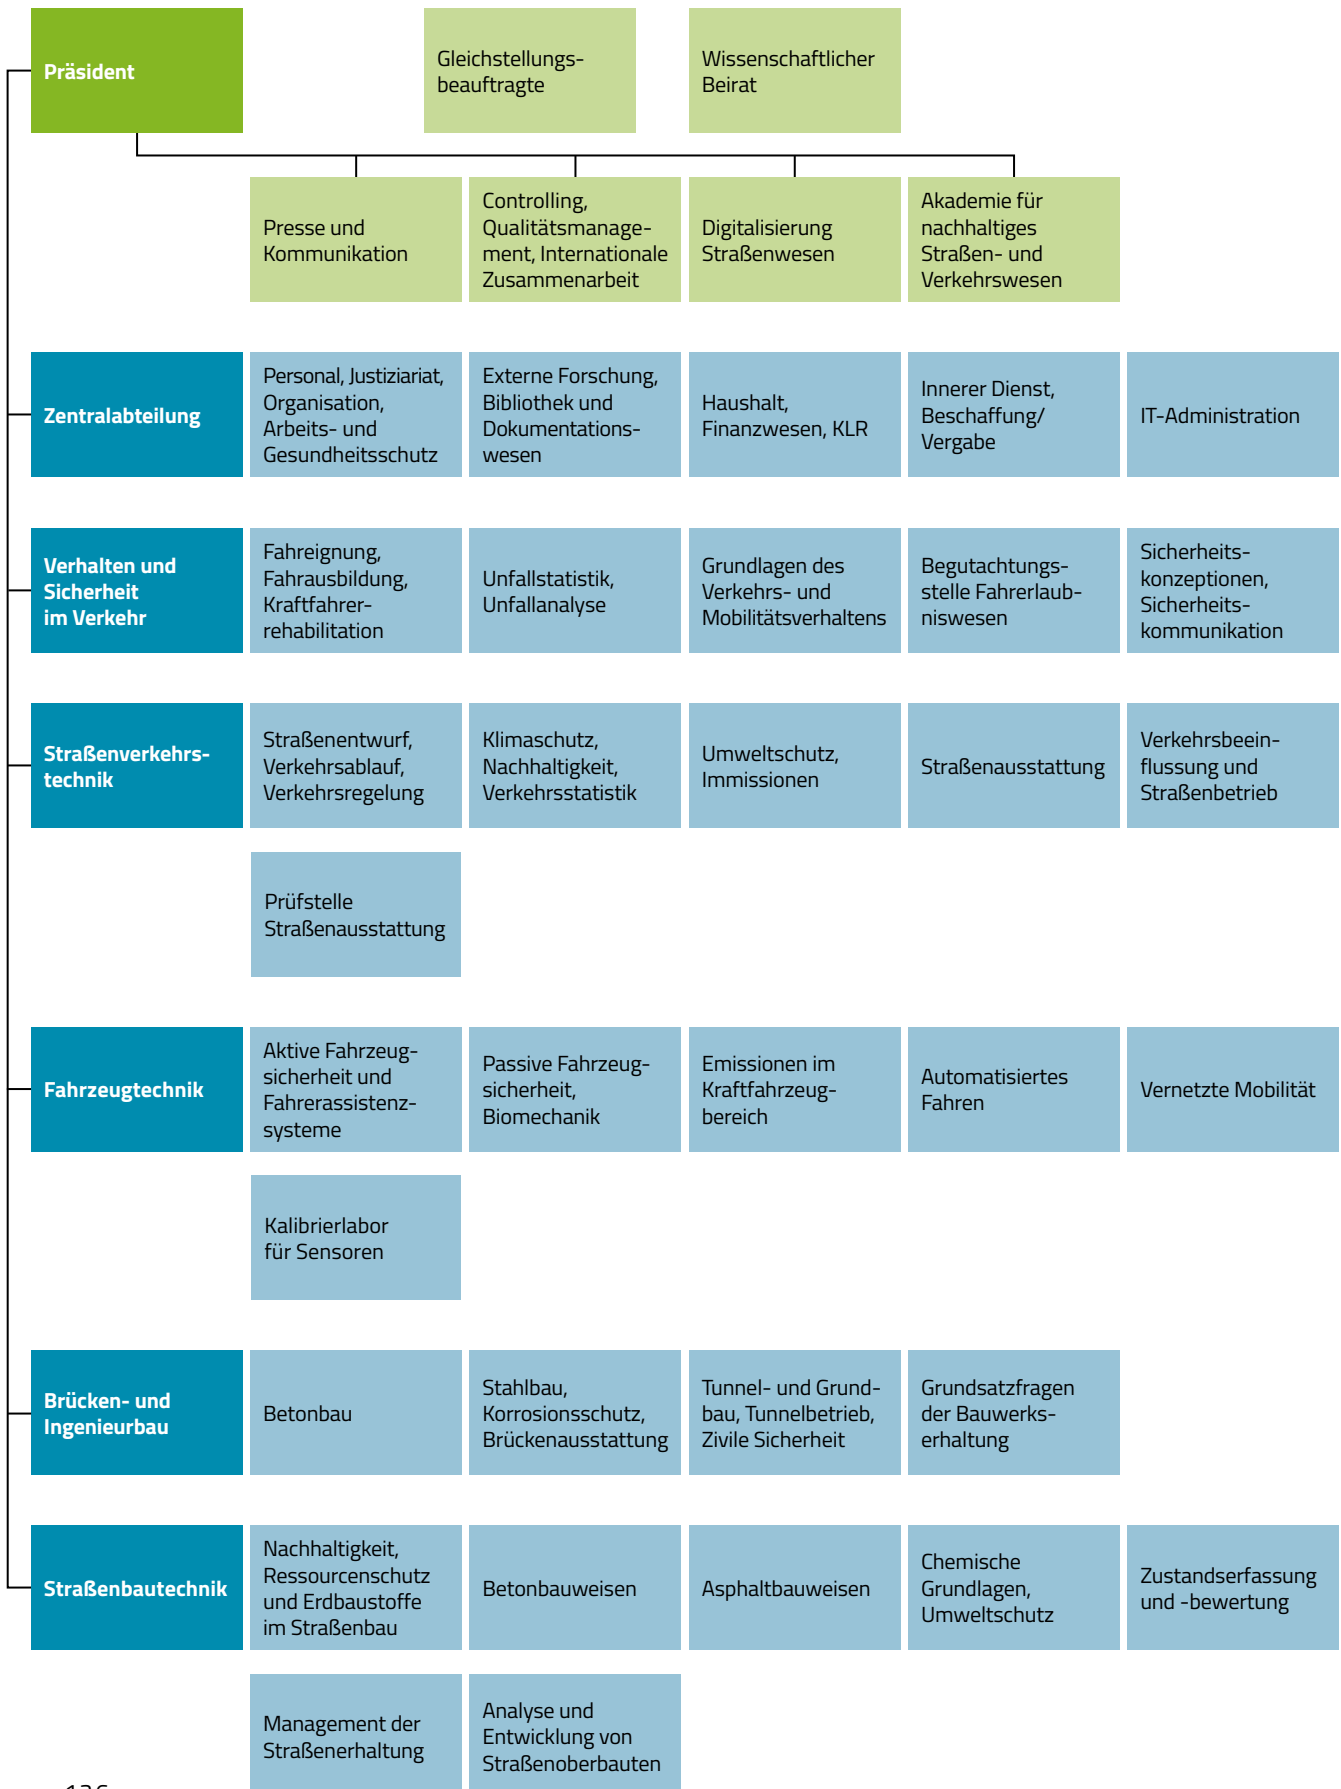 Präsident
Gleichstellungs-
beauftragte
Wissenschaftlicher
Beirat
Presse und
Kommunikation
Controlling,
Qualitätsmanage-
ment, Internationale
Zusammenarbeit
Digitalisierung
Straßenwesen
Akademie für
nachhaltiges
Straßen- und
Verkehrswesen
Zentralabteilung
Personal, Justiziariat,
Organisation,
Arbeits- und
Gesundheitsschutz
Externe Forschung,
Bibliothek und
Dokumentations-
wesen
Haushalt,
Finanzwesen, KLR
Innerer Dienst,
Beschaffung/
Vergabe
IT-Administration
Verhalten und
Sicherheit
im Verkehr
Fahreignung,
Fahrausbildung,
Kraftfahrer-
rehabilitation
Unfallstatistik,
Unfallanalyse
Grundlagen des
Verkehrs- und
Mobilitätsverhaltens
Begutachtungs-
stelle Fahrerlaub-
niswesen
Sicherheits-
konzeptionen,
Sicherheits-
kommunikation
Straßenverkehrs-
technik
Straßenentwurf,
Verkehrsablauf,
Verkehrsregelung
Klimaschutz,
Nachhaltigkeit,
Verkehrsstatistik
Umweltschutz,
Immissionen
Straßenausstattung
Verkehrsbeein-
flussung und
Straßenbetrieb
Prüfstelle
Straßenausstattung
Fahrzeugtechnik
Aktive Fahrzeug-
sicherheit und
Fahrerassistenz-
systeme
Passive Fahrzeug-
sicherheit,
Biomechanik
Emissionen im
Kraftfahrzeug-
bereich
Automatisiertes
Fahren
Vernetzte Mobilität
Kalibrierlabor
für Sensoren
Brücken- und
Ingenieurbau
Betonbau
Stahlbau,
Korrosionsschutz,
Brückenausstattung
Tunnel- und Grund-
bau, Tunnelbetrieb,
Zivile Sicherheit
Grundsatzfragen
der Bauwerks-
erhaltung
Straßenbautechnik
Nachhaltigkeit,
Ressourcenschutz
und Erdbaustoffe
im Straßenbau
Betonbauweisen
Asphaltbauweisen
Chemische
Grundlagen,
Umweltschutz
Zustandserfassung
und -bewertung
Management der
Straßenerhaltung
Analyse und
Entwicklung von
Straßenoberbauten